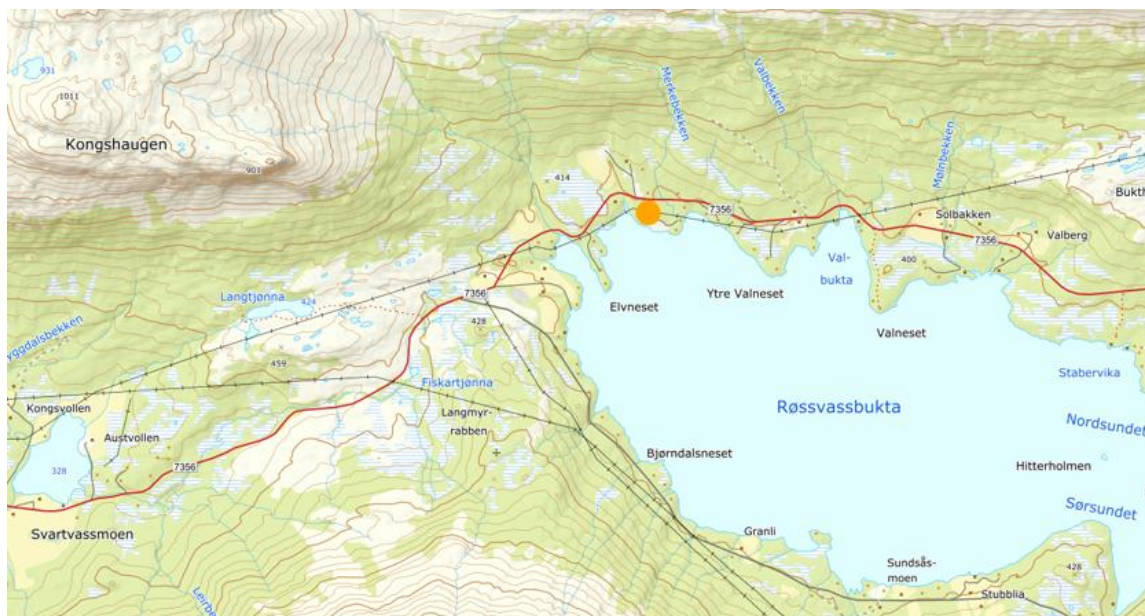 931
1011
Kongshaugen
901
414
Merkebekken
Valbekken
Mølnbekken
7356
Solbakken
7356
Valberg
Val-
bukta
400
Langtjønna
424
7356
428
Elvneset
Ytre Valneset
Valneset
459
Fiskartjønna
Stabervika
Kongsvollen
Austvollen
Langmyr-
rabben
Røssvassbukta
Nordsundet
328
7356
Bjørndalsneset
Hitterholmen
Sørsundet
Svartvassmoen
Granli
Sundsås-
moen
428
Stubblia